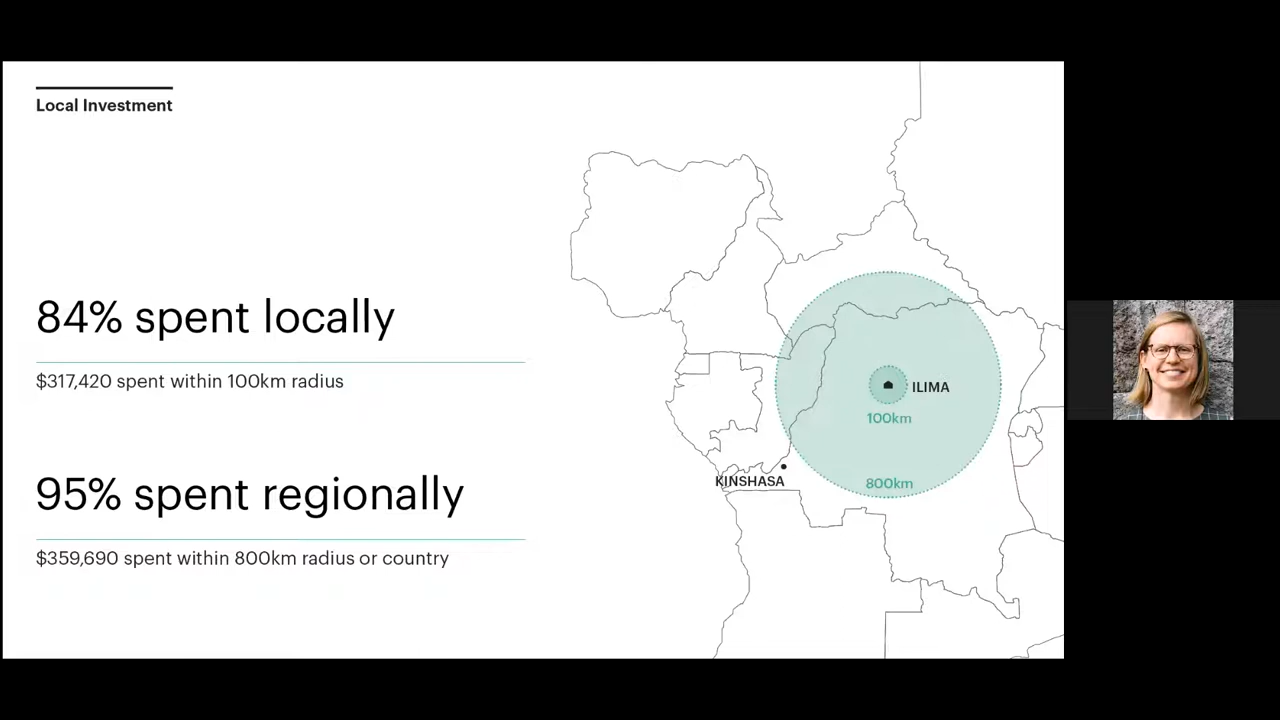 Local Investment
84% spent locally
$317,420 spent within 100km radius
95% spent regionally
$359,690 spent within 800km radius or country
ILIMA
100km
KINSHASA
800km